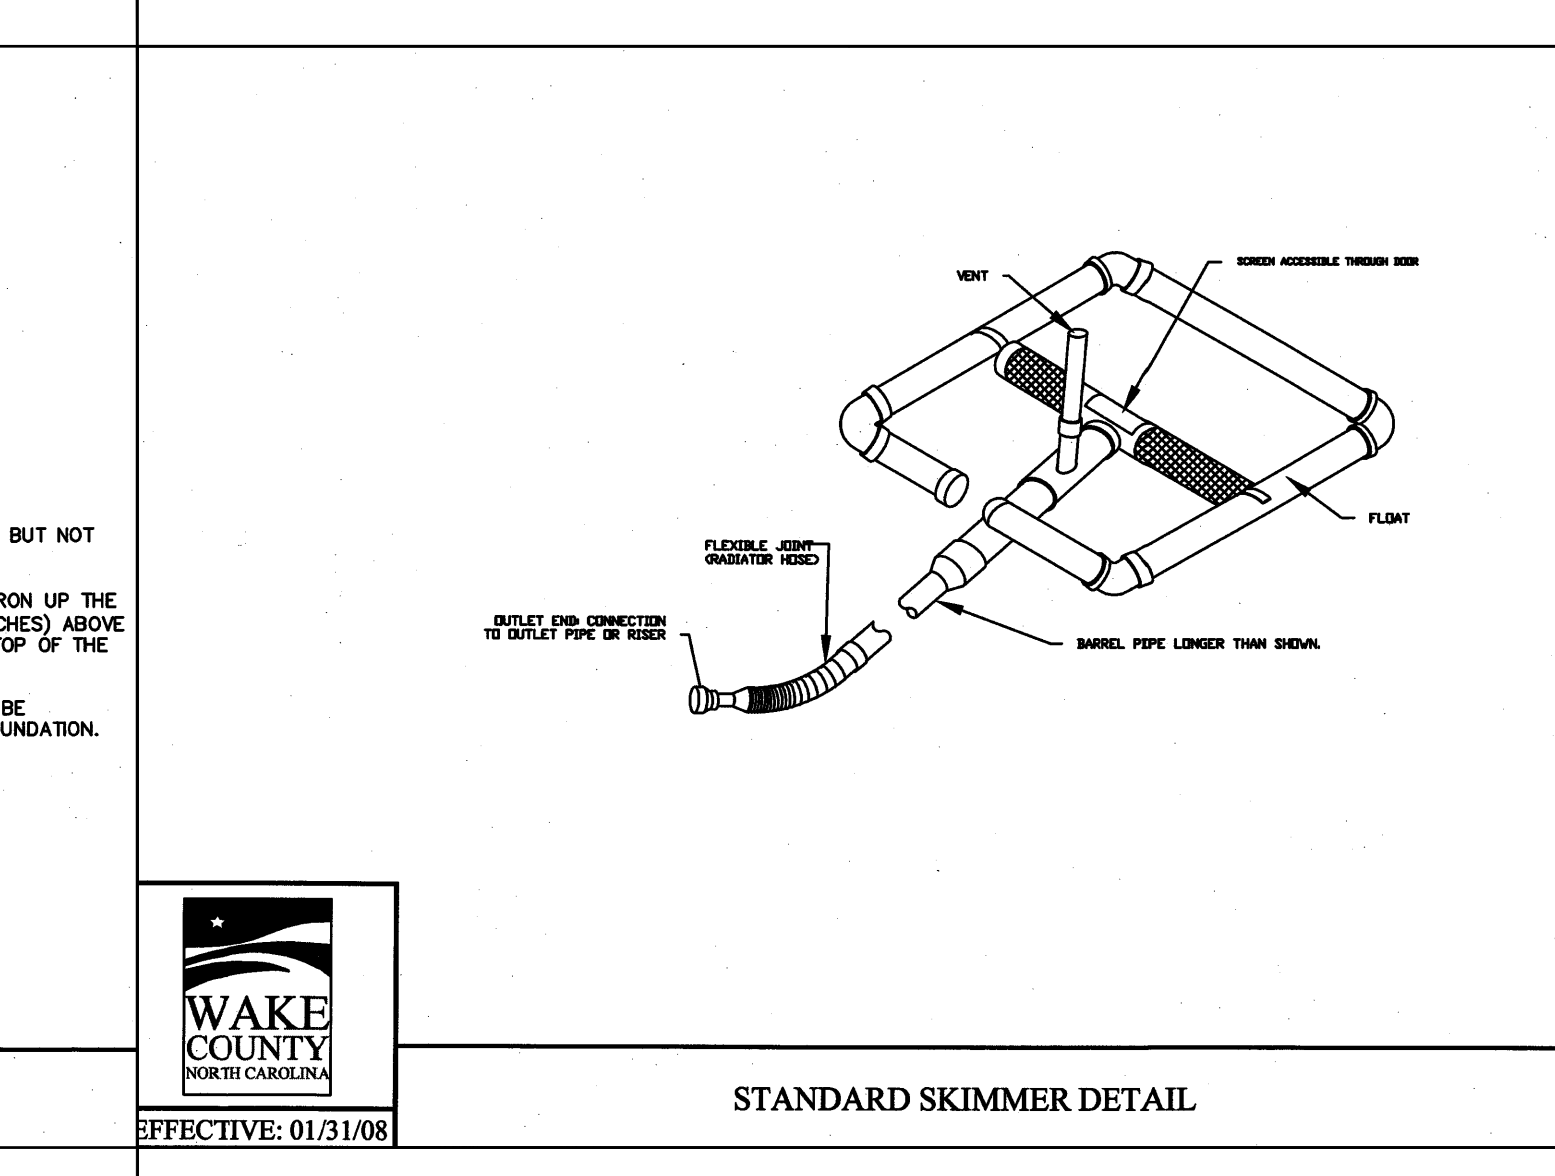 BUT NOT
RON UP THE
CHES) ABOVE
TOP OF THE
BE
UNDATION.
VENT
SCREEN ACCESSIBLE THROUGH DOOR
FLOAT
FLEXIBLE JOINT
(RADIATOR HOSE)
OUTLET END: CONNECTION
TO OUTLET PIPE OR RISER
BARREL PIPE LONGER THAN SHOWN.
WAKE
COUNTY
NORTH CAROLINA
EFFECTIVE: 01/31/08
STANDARD SKIMMER DETAIL